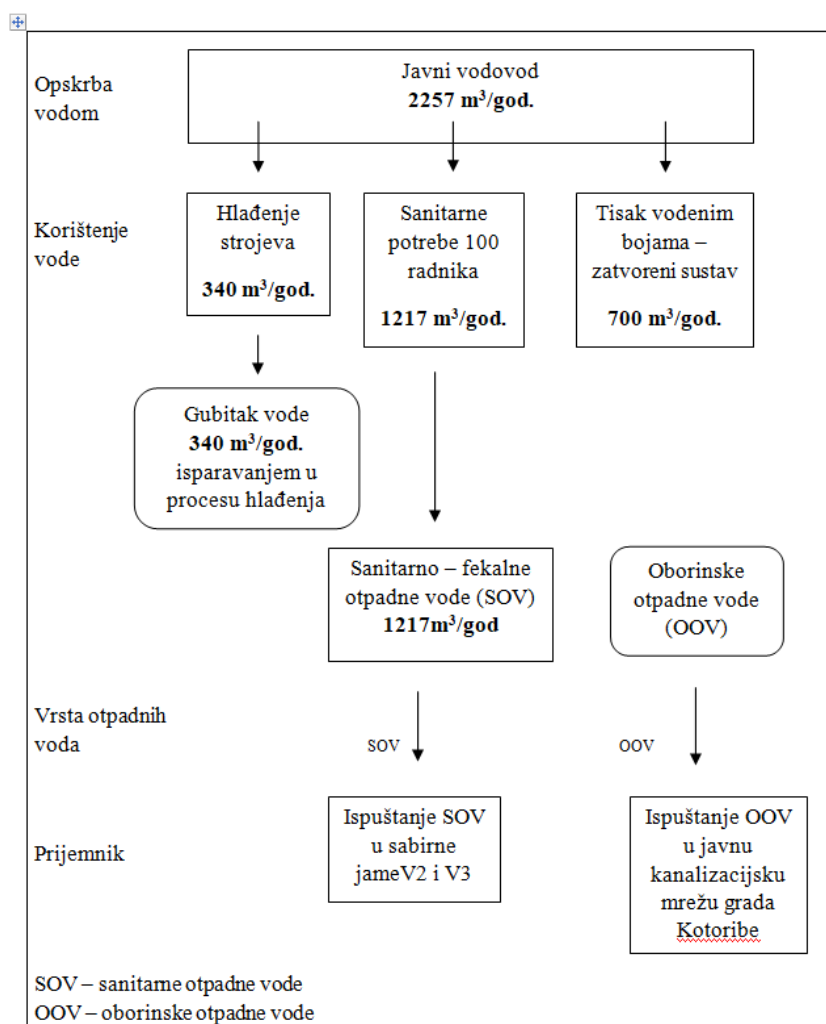 Opskrba
vodom
Javni vodovod
2257 m³/god.
Korištenje
vode
Hlađenje
strojeva
340 m³/god.
Sanitarne
potrebe 100
radnika
1217 m³/god.
Tisak vodenim
bojama –
zatvoreni sustav
700 m³/god.
Gubitak vode
340 m³/god.
isparavanjem u
procesu hlađenja
Sanitarno – fekalne
otpadne vode (SOV)
1217m³/god
Oborinske
otpadne vode
(OOV)
Vrsta otpadnih
voda
SOV
OOV
Prijemnik
Ispuštanje SOV
u sabirne
jameV2 i V3
Ispuštanje OOV
u javnu
kanalizacijsku
mrežu grada
Kotoribe
SOV – sanitarne otpadne vode
OOV – oborinske otpadne vode